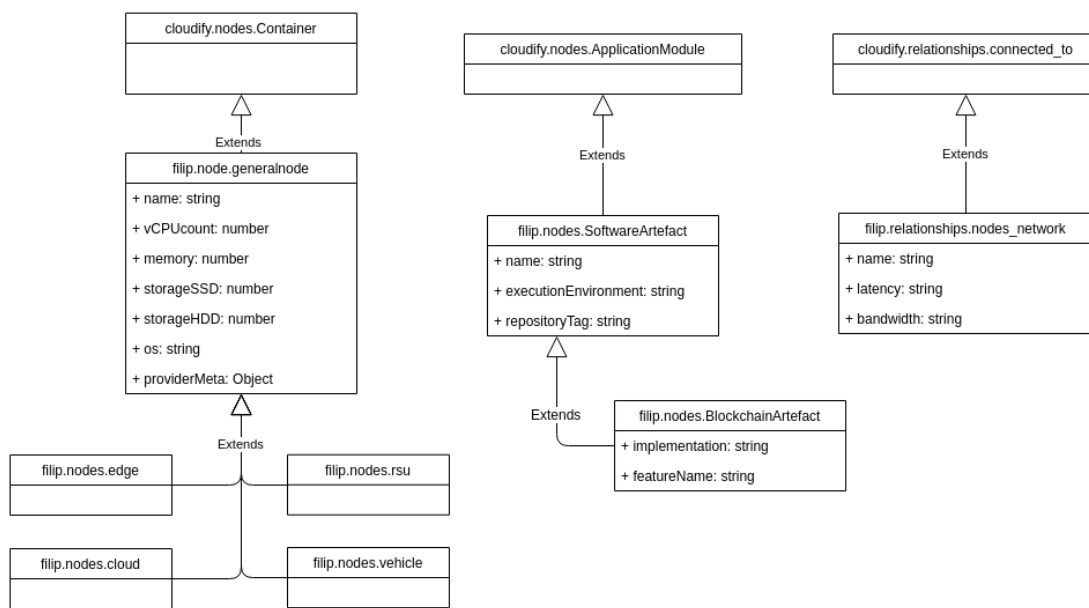 cloudify.nodes.Container
Extends
filip.node.generalnode
+ name: string
+ vCPUcount: number
+ memory: number
+ storageSSD: number
+ storageHDD: number
+ os: string
+ providerMeta: Object
Extends
filip.nodes.edge
filip.nodes.rsu
filip.nodes.cloud
filip.nodes.vehicle
cloudify.nodes.ApplicationModule
Extends
filip.nodes.SoftwareArtefact
+ name: string
+ executionEnvironment: string
+ repositoryTag: string
Extends
filip.nodes.BlockchainArtefact
+ implementation: string
+ featureName: string
cloudify.relationships.connected_to
Extends
filip.relationships.nodes_network
+ name: string
+ latency: string
+ bandwidth: string